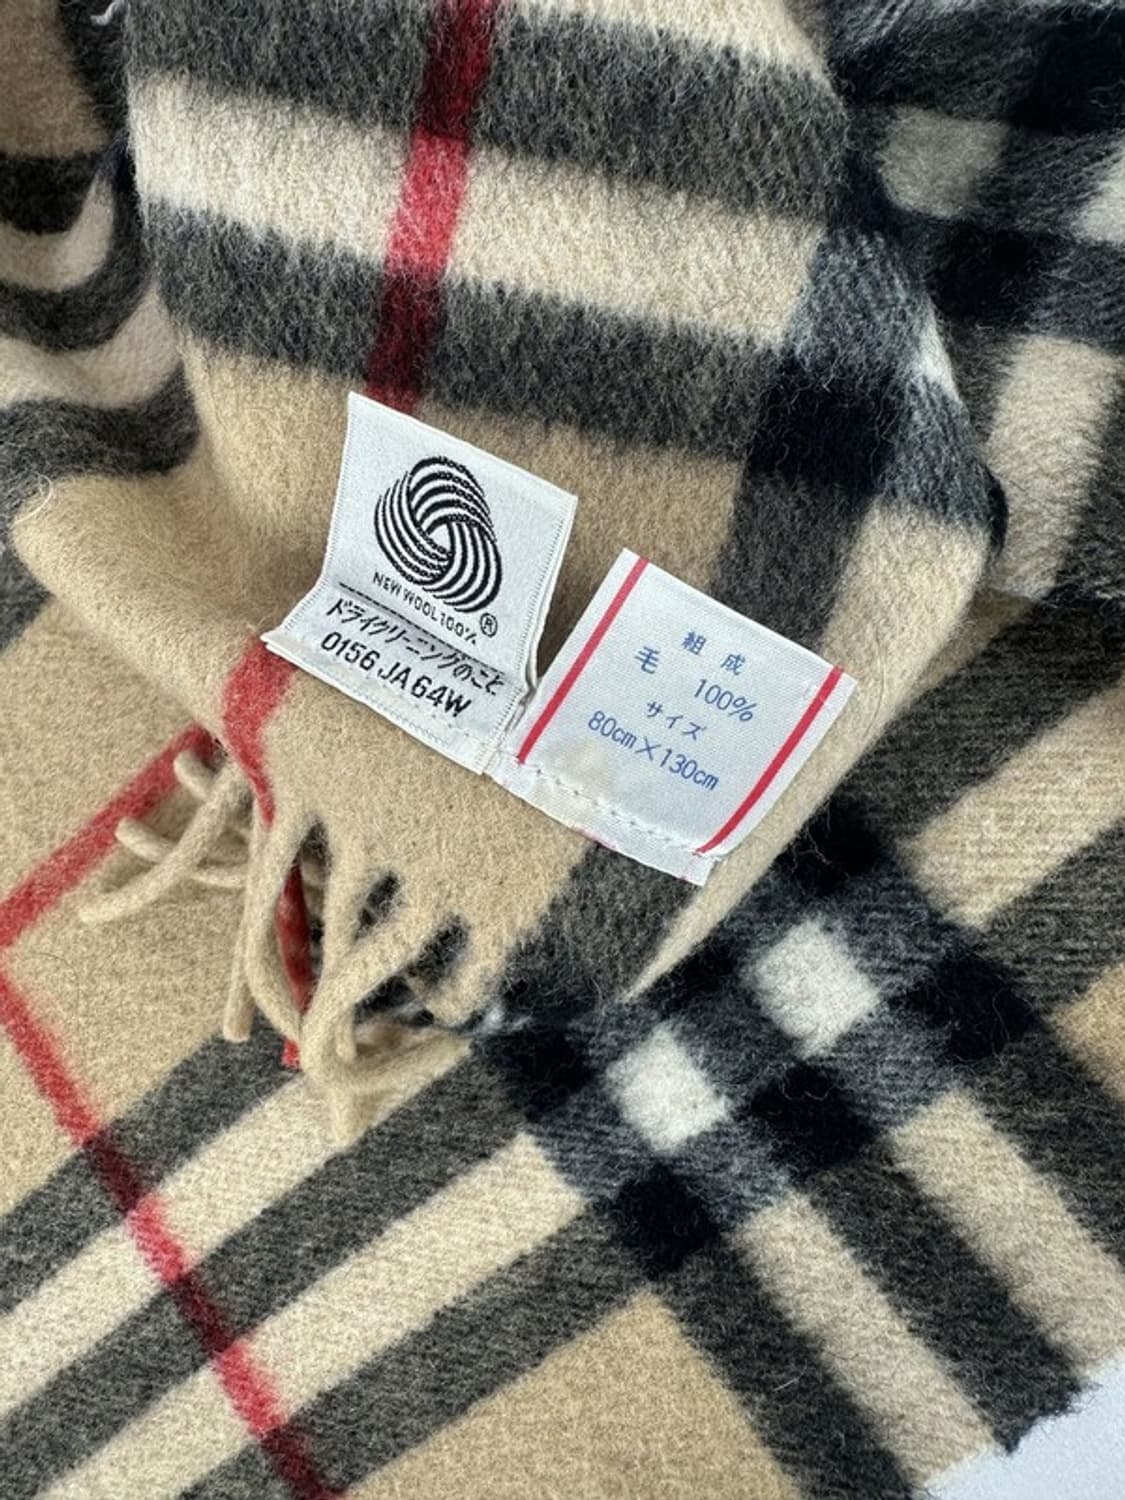 NEW WOOL 100%
®
ドライクリーニングのこと
0156 JA 64W
組成
毛 100%
サイズ
80cm×130cm